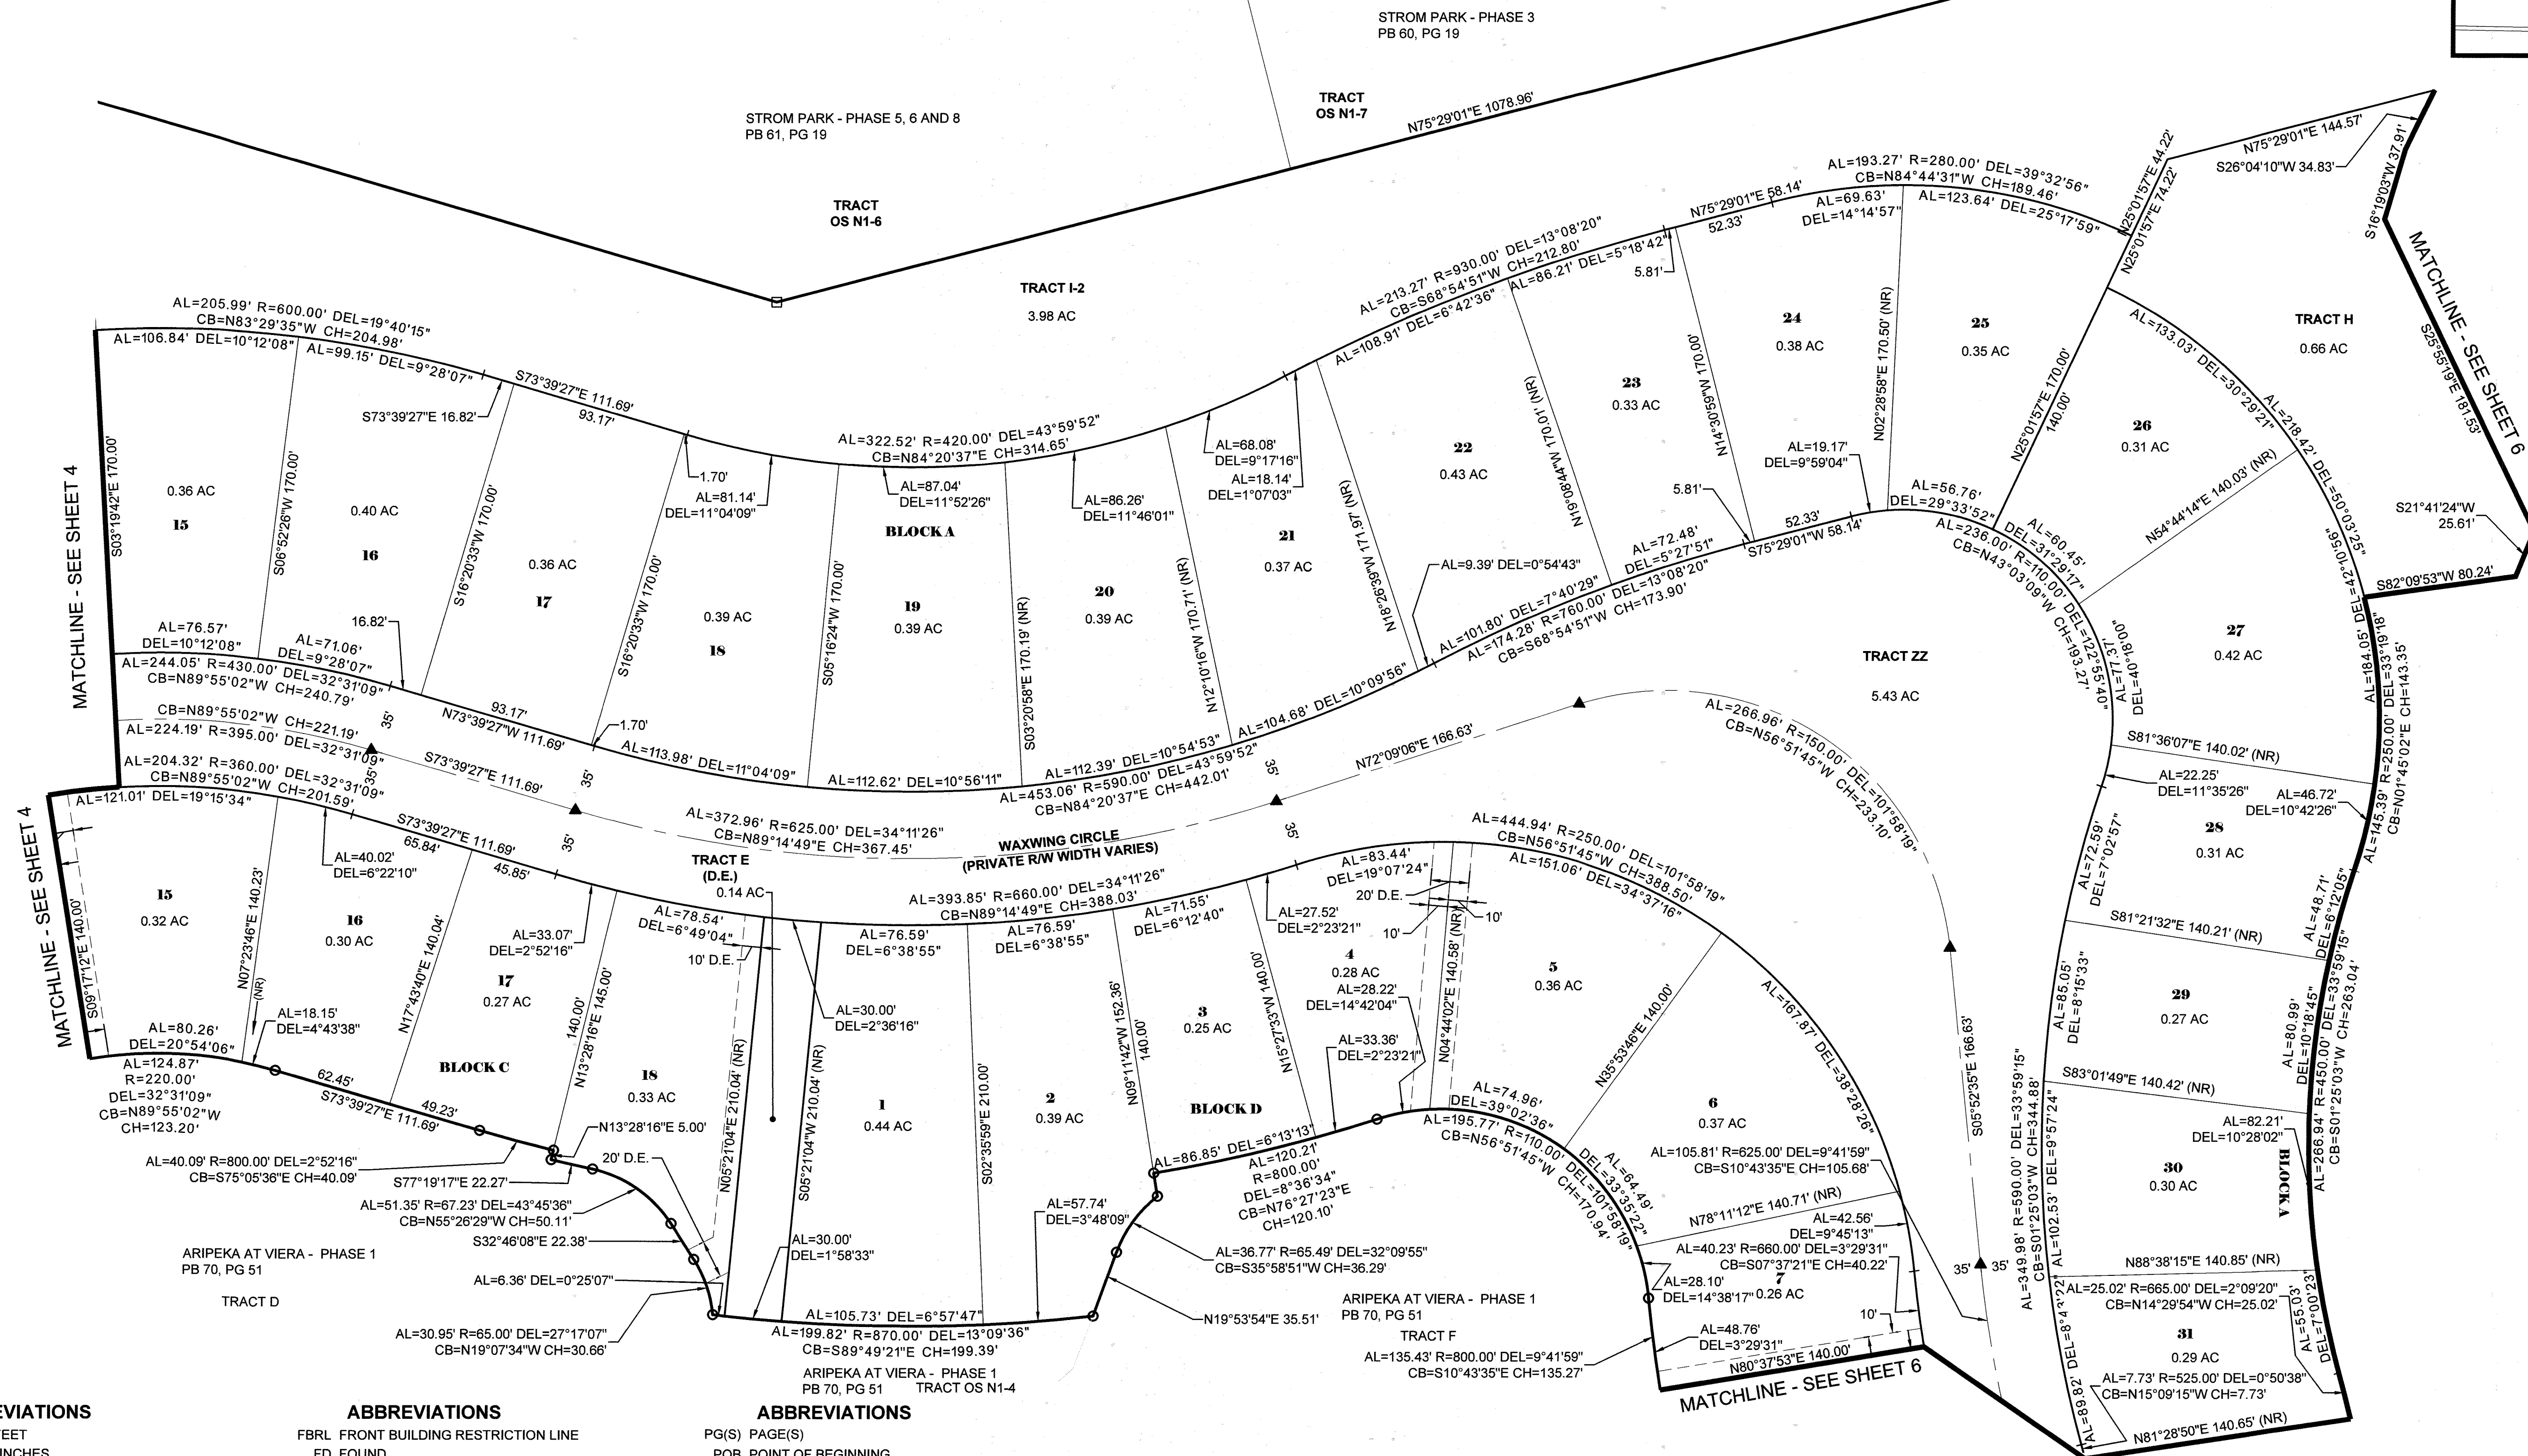 STROM PARK - PHASE 3
PB 60, PG 19
STROM PARK - PHASE 5, 6 AND 8
PB 61, PG 19
TRACT
OS N1-7
N75°29'01"E 1078.96'
TRACT
OS N1-6
TRACT I-2
3.98 AC
N75°29'01"E 144.57'
S26°04'10"W 34.83'
S16°19'03"W 37.91'
N25°01'57"E 44.22'
N25°01'57"E 74.22'
MATCHLINE - SEE SHEET 6
S25°55'19"E 181.53'
TRACT H
0.66 AC
S21°41'24"W
25.61'
S82°09'53"W 80.24'
AL=205.99' R=600.00' DEL=19°40'15"
CB=N83°29'35"W CH=204.98'
AL=106.84' DEL=10°12'08"
AL=99.15' DEL=9°28'07"
S73°39'27"E 111.69'
S73°39'27"E 16.82'
93.17'
AL=322.52' R=420.00' DEL=43°59'52"
CB=N84°20'37"E CH=314.65'
1.70'
AL=81.14'
DEL=11°04'09"
AL=87.04'
DEL=11°52'26"
AL=86.26'
DEL=11°46'01"
AL=68.08'
DEL=9°17'16"
AL=18.14'
DEL=1°07'03"
AL=213.27' R=930.00' DEL=13°08'20"
CB=S68°54'51"W CH=212.80'
AL=108.91' DEL=6°42'36"
AL=86.21' DEL=5°18'42"
5.81'
N75°29'01"E 58.14'
52.33'
AL=193.27' R=280.00' DEL=39°32'56"
CB=N84°44'31"W CH=189.46'
AL=69.63'
DEL=14°14'57"
AL=123.64' DEL=25°17'59"
MATCHLINE - SEE SHEET 4
S03°19'42"E 170.00'
0.36 AC
15
S06°52'26"W 170.00'
0.40 AC
16
S16°20'33"W 170.00'
0.36 AC
17
S16°20'33"W 170.00'
0.39 AC
18
S05°16'24"W 170.00'
BLOCK A
19
0.39 AC
S03°20'58"E 170.19' (NR)
20
0.39 AC
N12°10'16"W 170.71' (NR)
21
0.37 AC
N18°26'39"W 171.97' (NR)
22
0.43 AC
N19°08'44"W 170.01' (NR)
23
0.33 AC
N14°30'59"W 170.00'
24
0.38 AC
N02°28'58"E 170.50' (NR)
25
0.35 AC
N25°01'57"E 170.00'
140.00'
26
0.31 AC
AL=133.03' DEL=30°29'21"
AL=218.42' DEL=50°03'25"
N54°44'14"E 140.03' (NR)
27
0.42 AC
AL=184.05' DEL=42°10'56"
AL=76.57'
DEL=10°12'08"
AL=71.06'
DEL=9°28'07"
16.82'
AL=244.05' R=430.00' DEL=32°31'09"
CB=N89°55'02"W CH=240.79'
93.17'
N73°39'27"W 111.69'
1.70'
AL=113.98' DEL=11°04'09"
AL=112.62' DEL=10°56'11"
AL=112.39' DEL=10°54'53"
AL=453.06' R=590.00' DEL=43°59'52"
CB=N84°20'37"E CH=442.01'
AL=104.68' DEL=10°09'56"
AL=9.39' DEL=0°54'43"
AL=101.80' DEL=7°40'29"
AL=174.28' R=760.00' DEL=13°08'20"
CB=S68°54'51"W CH=173.90'
AL=72.48'
DEL=5°27'51"
5.81'
52.33'
S75°29'01"W 58.14'
AL=19.17'
DEL=9°59'04"
AL=56.76'
DEL=29°33'52"
AL=60.45'
DEL=31°29'17"
AL=236.00' R=110.00' DEL=122°55'40"
CB=N43°03'09"W CH=193.27'
AL=77.37'
DEL=40°18'00"
TRACT ZZ
5.43 AC
CB=N89°55'02"W CH=221.19'
AL=224.19' R=395.00' DEL=32°31'09"
35'
35'
S73°39'27"E 111.69'
35'
35'
AL=372.96' R=625.00' DEL=34°11'26"
CB=N89°14'49"E CH=367.45'
WAXWING CIRCLE
(PRIVATE R/W WIDTH VARIES)
35'
35'
N72°09'06"E 166.63'
AL=266.96' R=150.00' DEL=101°58'19"
CB=N56°51'45"W CH=233.10'
S05°52'35"E 166.63'
35'
35'
S81°36'07"E 140.02' (NR)
AL=22.25'
DEL=11°35'26"
AL=46.72'
DEL=10°42'26"
AL=145.39' R=250.00' DEL=33°19'18"
CB=N01°45'02"E CH=143.35'
28
0.31 AC
AL=72.59'
DEL=7°02'57"
AL=48.71'
DEL=6°12'05"
S81°21'32"E 140.21' (NR)
29
0.27 AC
AL=85.05'
DEL=8°15'33"
AL=80.99'
DEL=10°18'45"
S83°01'49"E 140.42' (NR)
AL=266.94' R=450.00' DEL=33°59'15"
CB=S01°25'03"W CH=263.04'
AL=82.21'
DEL=10°28'02"
30
0.30 AC
BLOCK A
AL=349.98' R=590.00' DEL=33°59'15"
CB=S01°25'03"W CH=344.88'
AL=102.53' DEL=9°57'24"
N88°38'15"E 140.85' (NR)
AL=25.02' R=665.00' DEL=2°09'20"
CB=N14°29'54"W CH=25.02'
AL=55.03'
DEL=7°00'23"
31
0.29 AC
AL=7.73' R=525.00' DEL=0°50'38"
CB=N15°09'15"W CH=7.73'
AL=89.82' DEL=8°43'22"
N81°28'50"E 140.65' (NR)
MATCHLINE - SEE SHEET 4
AL=204.32' R=360.00' DEL=32°31'09"
CB=N89°55'02"W CH=201.59'
AL=121.01' DEL=19°15'34"
S09°17'12"E 140.00'
15
0.32 AC
N07°23'46"E 140.23'
(NR)
AL=40.02'
DEL=6°22'10"
16
0.30 AC
S73°39'27"E 111.69'
65.84'
45.85'
N17°43'40"E 140.04'
17
0.27 AC
AL=33.07'
DEL=2°52'16"
140.00'
N13°28'16"E 145.00'
18
0.33 AC
AL=78.54'
DEL=6°49'04"
10' D.E.
TRACT E
(D.E.)
0.14 AC
N05°21'04"E 210.04' (NR)
S05°21'04"W 210.04' (NR)
AL=393.85' R=660.00' DEL=34°11'26"
CB=N89°14'49"E CH=388.03'
AL=76.59'
DEL=6°38'55"
AL=76.59'
DEL=6°38'55"
AL=71.55'
DEL=6°12'40"
AL=30.00'
DEL=2°36'16"
1
0.44 AC
S02°35'59"E 210.00'
2
0.39 AC
N09°11'42"W 152.36'
140.00'
3
0.25 AC
BLOCK D
N15°27'33"W 140.00'
AL=27.52'
DEL=2°23'21"
AL=83.44'
DEL=19°07'24"
20' D.E.
10'
10'
4
0.28 AC
AL=28.22'
DEL=14°42'04"
AL=33.36'
DEL=2°23'21"
N04°44'02"E 140.58' (NR)
AL=444.94' R=250.00' DEL=101°58'19"
CB=N56°51'45"W CH=388.50'
AL=151.06' DEL=34°37'16"
5
0.36 AC
N35°53'46"E 140.00'
AL=167.87' DEL=38°28'26"
AL=74.96'
DEL=39°02'36"
AL=195.77' R=110.00' DEL=101°58'19"
CB=N56°51'45"W CH=170.94'
AL=64.49'
DEL=33°35'22"
6
0.37 AC
AL=105.81' R=625.00' DEL=9°41'59"
CB=S10°43'35"E CH=105.68'
N78°11'12"E 140.71' (NR)
AL=42.56'
DEL=9°45'13"
AL=40.23' R=660.00' DEL=3°29'31"
CB=S07°37'21"E CH=40.22'
7
0.26 AC
AL=28.10'
DEL=14°38'17"
10'
AL=48.76'
DEL=3°29'31"
N80°37'53"E 140.00'
MATCHLINE - SEE SHEET 6
AL=80.26'
DEL=20°54'06"
AL=18.15'
DEL=4°43'38"
AL=124.87'
R=220.00'
DEL=32°31'09"
CB=N89°55'02"W
CH=123.20'
62.45'
S73°39'27"E 111.69'
49.23'
BLOCK C
N13°28'16"E 5.00'
AL=40.09' R=800.00' DEL=2°52'16"
CB=S75°05'36"E CH=40.09'
S77°19'17"E 22.27'
20' D.E.
AL=51.35' R=67.23' DEL=43°45'36"
CB=N55°26'29"W CH=50.11'
S32°46'08"E 22.38'
AL=6.36' DEL=0°25'07"
AL=30.95' R=65.00' DEL=27°17'07"
CB=N19°07'34"W CH=30.66'
ARIPEKA AT VIERA - PHASE 1
PB 70, PG 51
TRACT D
AL=30.00'
DEL=1°58'33"
AL=105.73' DEL=6°57'47"
AL=199.82' R=870.00' DEL=13°09'36"
CB=S89°49'21"E CH=199.39'
AL=57.74'
DEL=3°48'09"
AL=86.85' DEL=6°13'13"
AL=120.21'
R=800.00'
DEL=8°36'34"
CB=N76°27'23"E
CH=120.10'
AL=36.77' R=65.49' DEL=32°09'55"
CB=S35°58'51"W CH=36.29'
N19°53'54"E 35.51'
ARIPEKA AT VIERA - PHASE 1
PB 70, PG 51
TRACT F
AL=135.43' R=800.00' DEL=9°41'59"
CB=S10°43'35"E CH=135.27'
ARIPEKA AT VIERA - PHASE 1
PB 70, PG 51 TRACT OS N1-4
EVIATIONS
FEET
INCHES
ABBREVIATIONS
FBRL FRONT BUILDING RESTRICTION LINE
FD FOUND
ABBREVIATIONS
PG(S) PAGE(S)
POB POINT OF BEGINNING